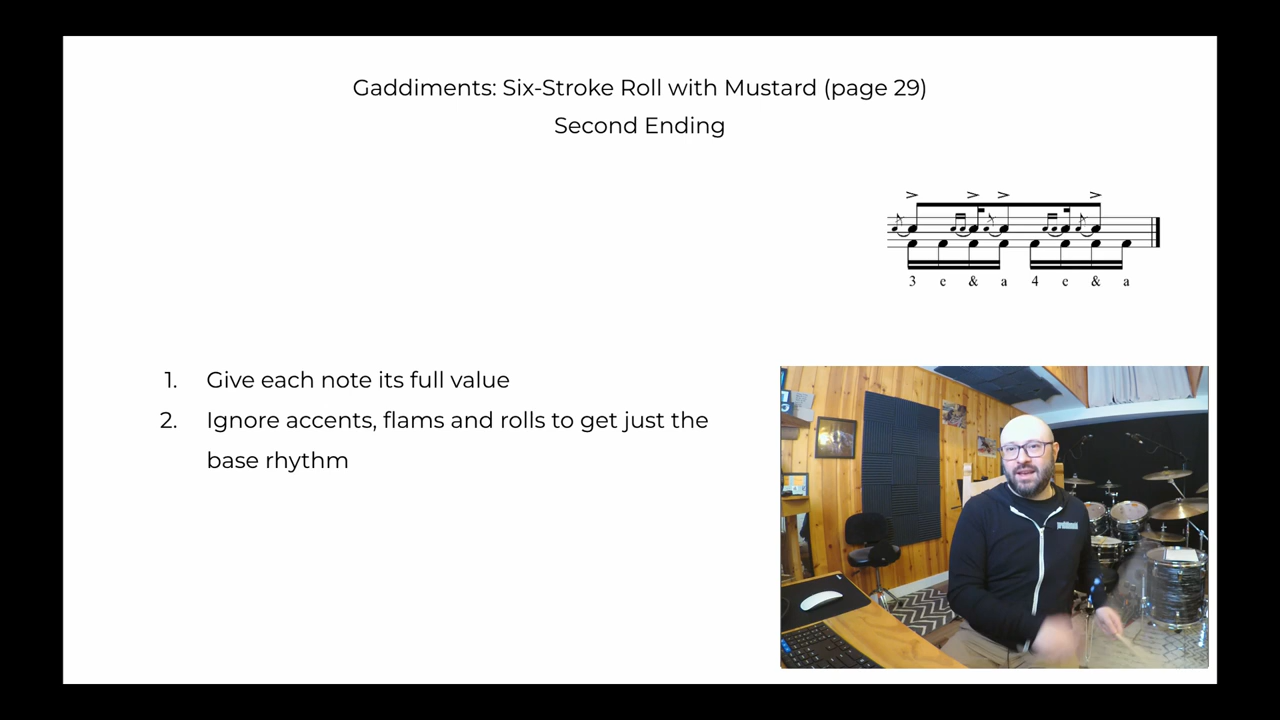 Gaddiments: Six-Stroke Roll with Mustard (page 29)
Second Ending
3 e & a 4 e & a
1. Give each note its full value
2. Ignore accents, flams and rolls to get just the
base rhythm